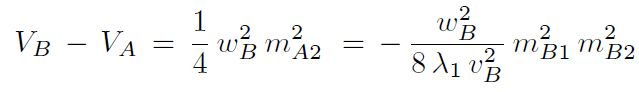 V_B − V_A = \frac{1}{4} w_B^2 m_{A2}^2 = − \frac{w_B^2}{8 λ_1 v_B^2} m_{B1}^2 m_{B2}^2